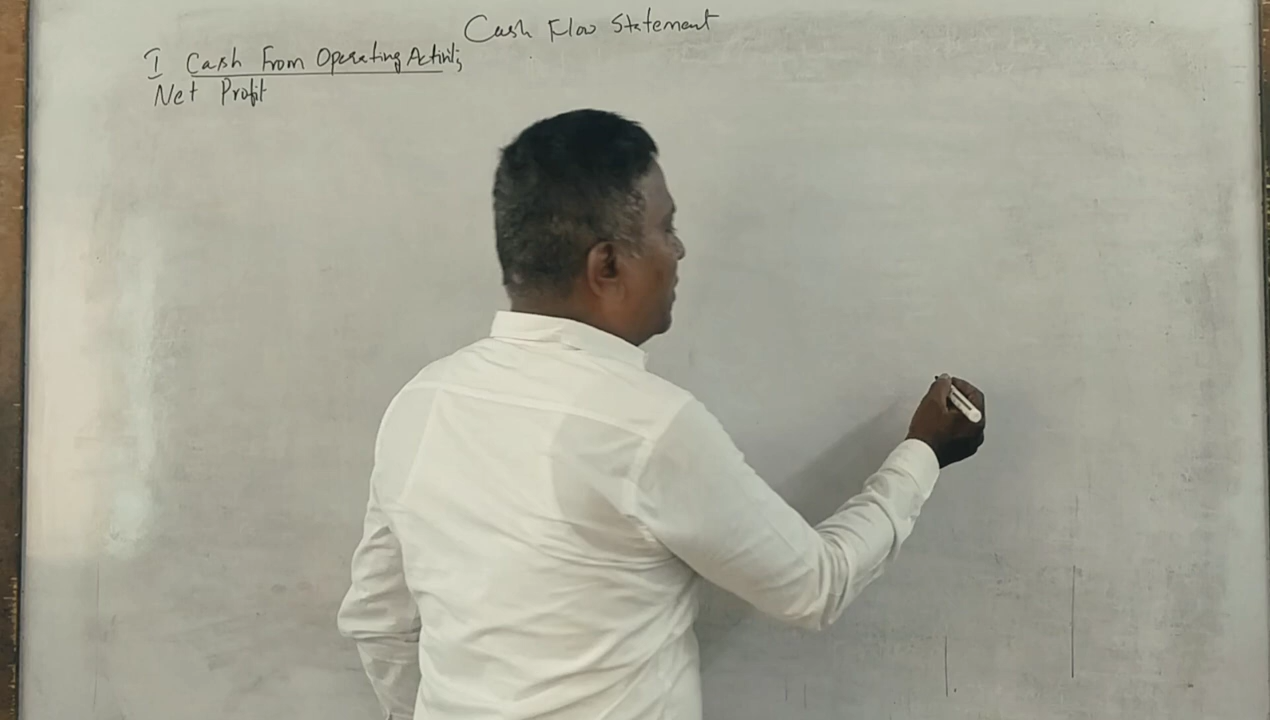 Cash Flow Statement
I Cash From Operating Activiti;
Net Profit